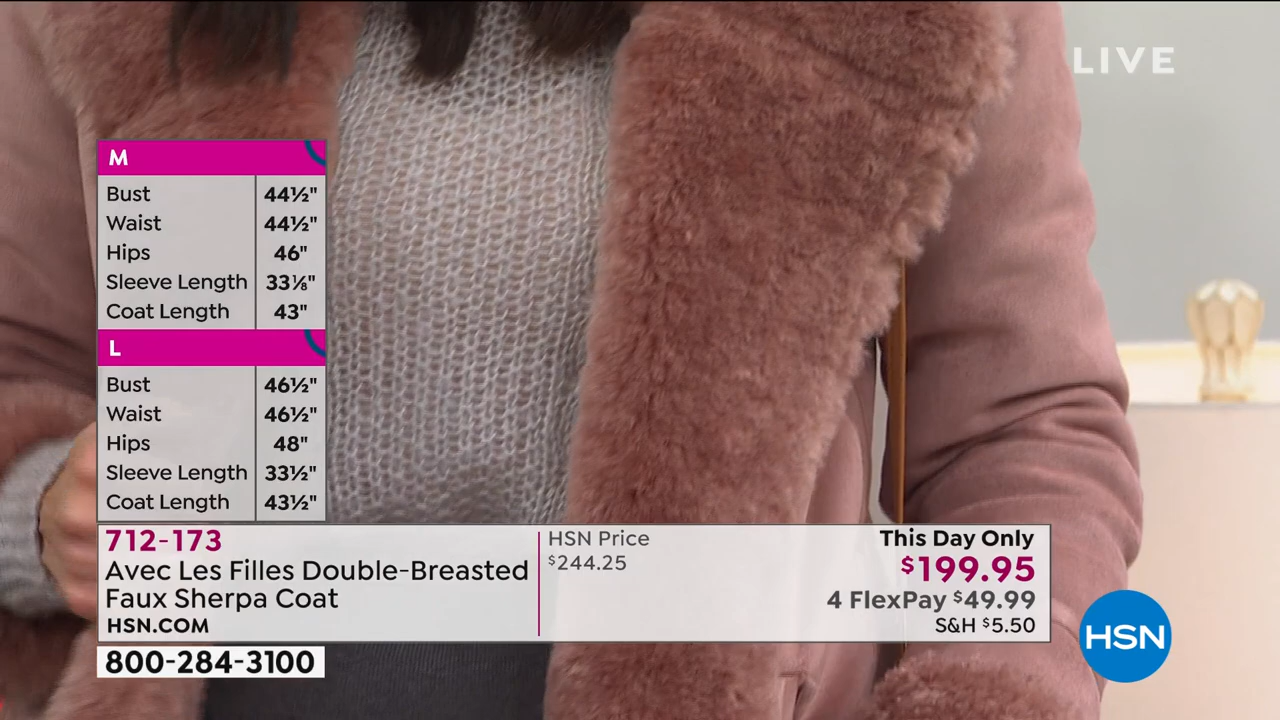 LIVE
M
Bust 44½"
Waist 44½"
Hips 46"
Sleeve Length 33⅛"
Coat Length 43"
L
Bust 46½"
Waist 46½"
Hips 48"
Sleeve Length 33½"
Coat Length 43½"
712-173
Avec Les Filles Double-Breasted
Faux Sherpa Coat
HSN.COM
HSN Price
$244.25
This Day Only
$199.95
4 FlexPay $49.99
S&H $5.50
800-284-3100
HSN